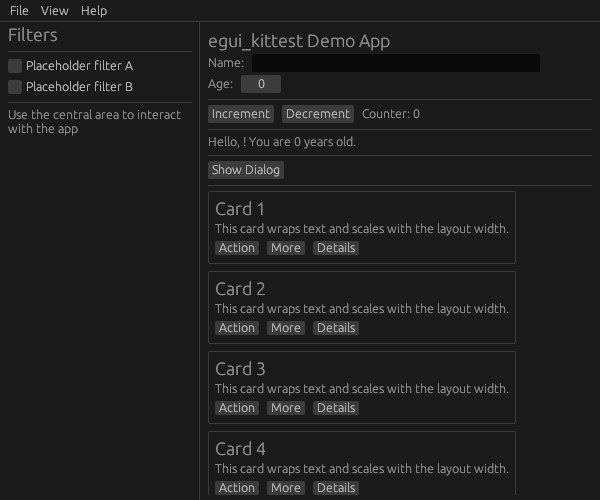 File View Help
Filters
Placeholder filter A
Placeholder filter B
Use the central area to interact
with the app
egui_kittest Demo App
Name:
Age: 0
Increment Decrement Counter: 0
Hello, ! You are 0 years old.
Show Dialog
Card 1
This card wraps text and scales with the layout width.
Action More Details
Card 2
This card wraps text and scales with the layout width.
Action More Details
Card 3
This card wraps text and scales with the layout width.
Action More Details
Card 4
This card wraps text and scales with the layout width.
Action More Details